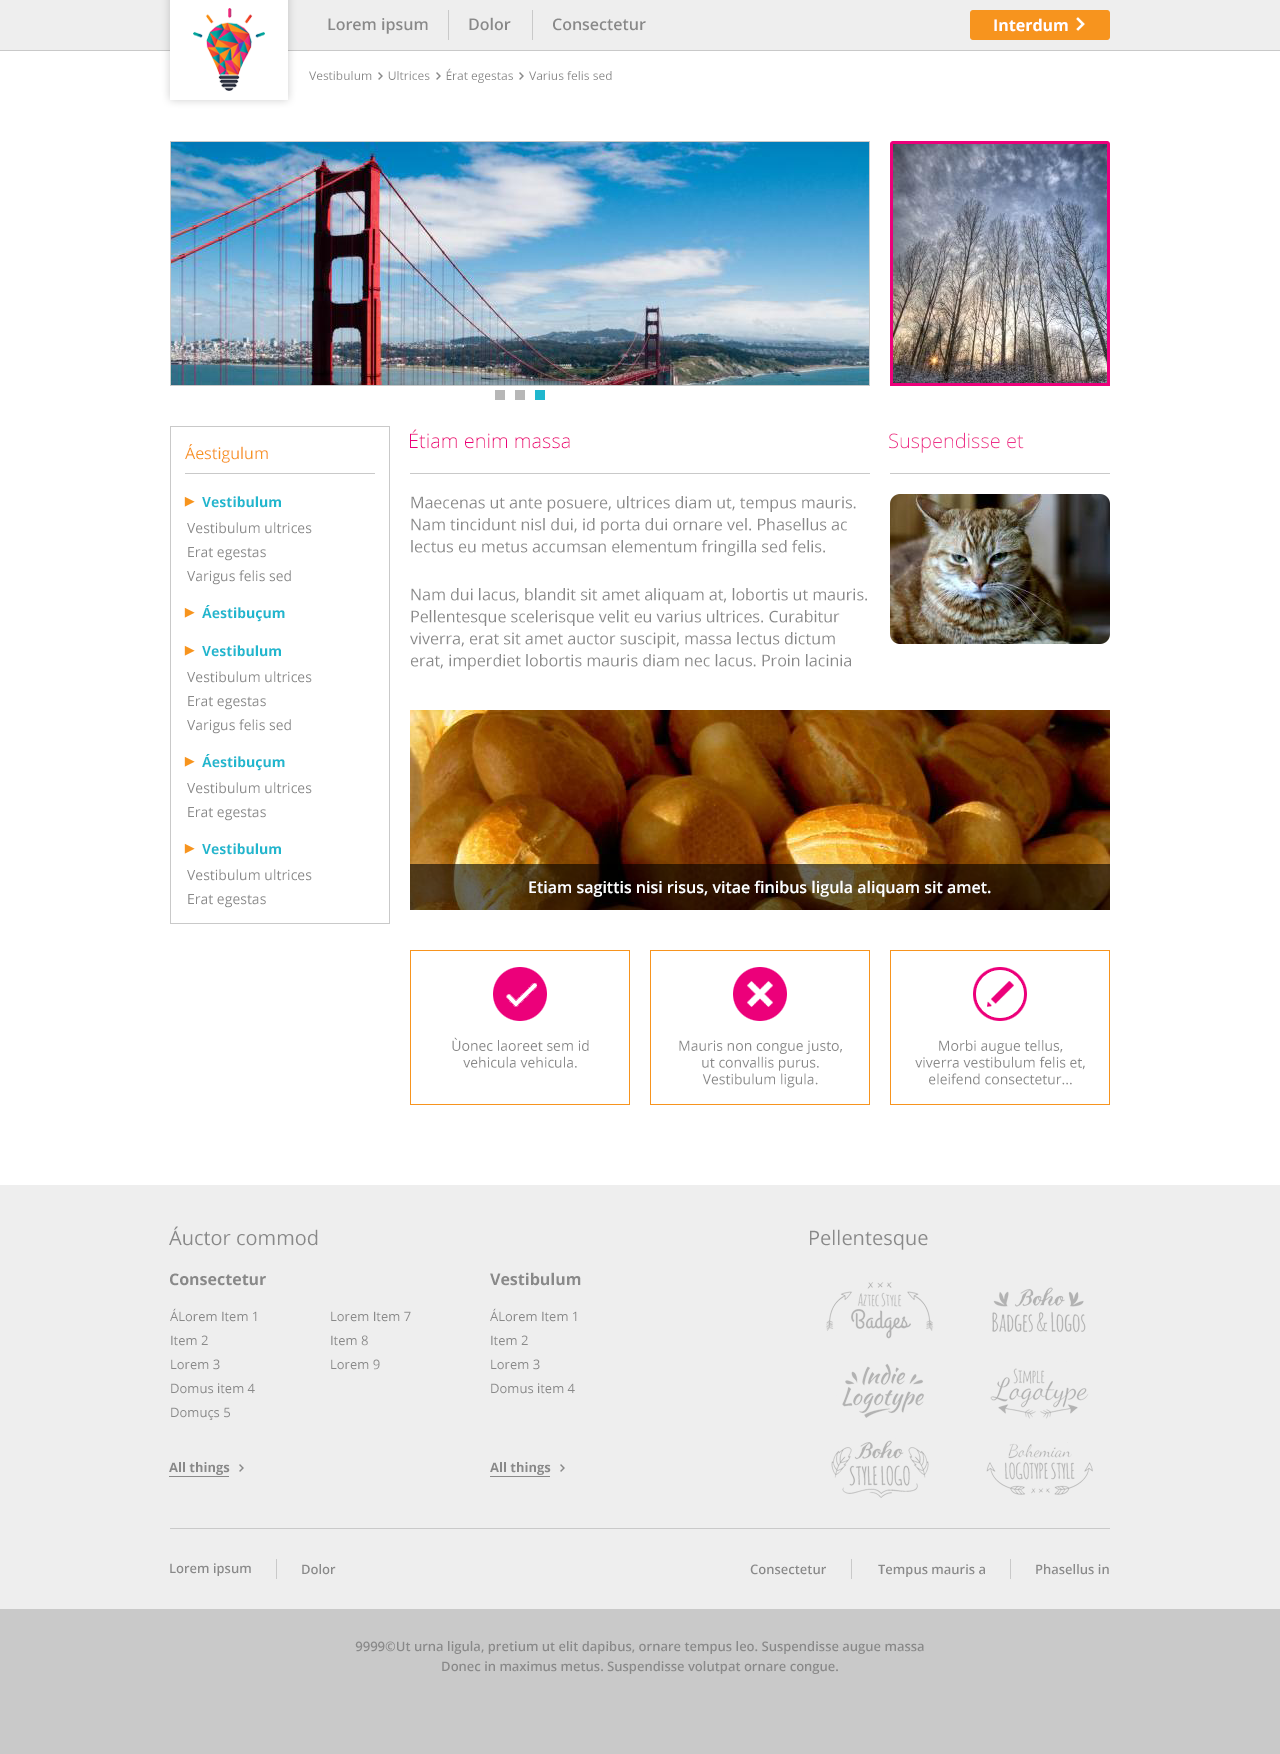 Lorem ipsum
Dolor
Consectetur
Interdum
Vestibulum > Ultrices > Érat egestas > Varius felis sed
Áestigulum
Vestibulum
Vestibulum ultrices
Erat egestas
Varigus felis sed
Áestibuçum
Vestibulum
Vestibulum ultrices
Erat egestas
Varigus felis sed
Áestibuçum
Vestibulum ultrices
Erat egestas
Vestibulum
Vestibulum ultrices
Erat egestas
Étiam enim massa
Maecenas ut ante posuere, ultrices diam ut, tempus mauris.
Nam tincidunt nisl dui, id porta dui ornare vel. Phasellus ac
lectus eu metus accumsan elementum fringilla sed felis.
Nam dui lacus, blandit sit amet aliquam at, lobortis ut mauris.
Pellentesque scelerisque velit eu varius ultrices. Curabitur
viverra, erat sit amet auctor suscipit, massa lectus dictum
erat, imperdiet lobortis mauris diam nec lacus. Proin lacinia
Suspendisse et
Etiam sagittis nisi risus, vitae finibus ligula aliquam sit amet.
Ùonec laoreet sem id
vehicula vehicula.
Mauris non congue justo,
ut convallis purus.
Vestibulum ligula.
Morbi augue tellus,
viverra vestibulum felis et,
eleifend consectetur...
Áuctor commod
Consectetur
ÁLorem Item 1
Item 2
Lorem 3
Domus item 4
Domuçs 5
Lorem Item 7
Item 8
Lorem 9
All things >
Vestibulum
ÁLorem Item 1
Item 2
Lorem 3
Domus item 4
All things >
Pellentesque
x x x
AZTEC STYLE
Badges
Boho
BADGES & LOGOS
Indie
Logotype
SIMPLE
Logotype
Boho
STYLE LOGO
Bohemian
LOGOTYPE STYLE
x x x
Lorem ipsum
Dolor
Consectetur
Tempus mauris a
Phasellus in
9999©Ut urna ligula, pretium ut elit dapibus, ornare tempus leo. Suspendisse augue massa
Donec in maximus metus. Suspendisse volutpat ornare congue.